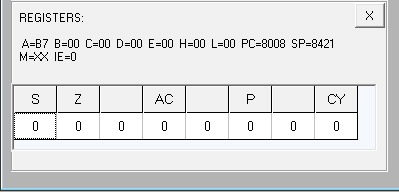 REGISTERS: X
A=B7 B=00 C=00 D=00 E=00 H=00 L=00 PC=8008 SP=8421
M=XX IE=0
S Z AC P CY
0 0 0 0 0 0 0 0